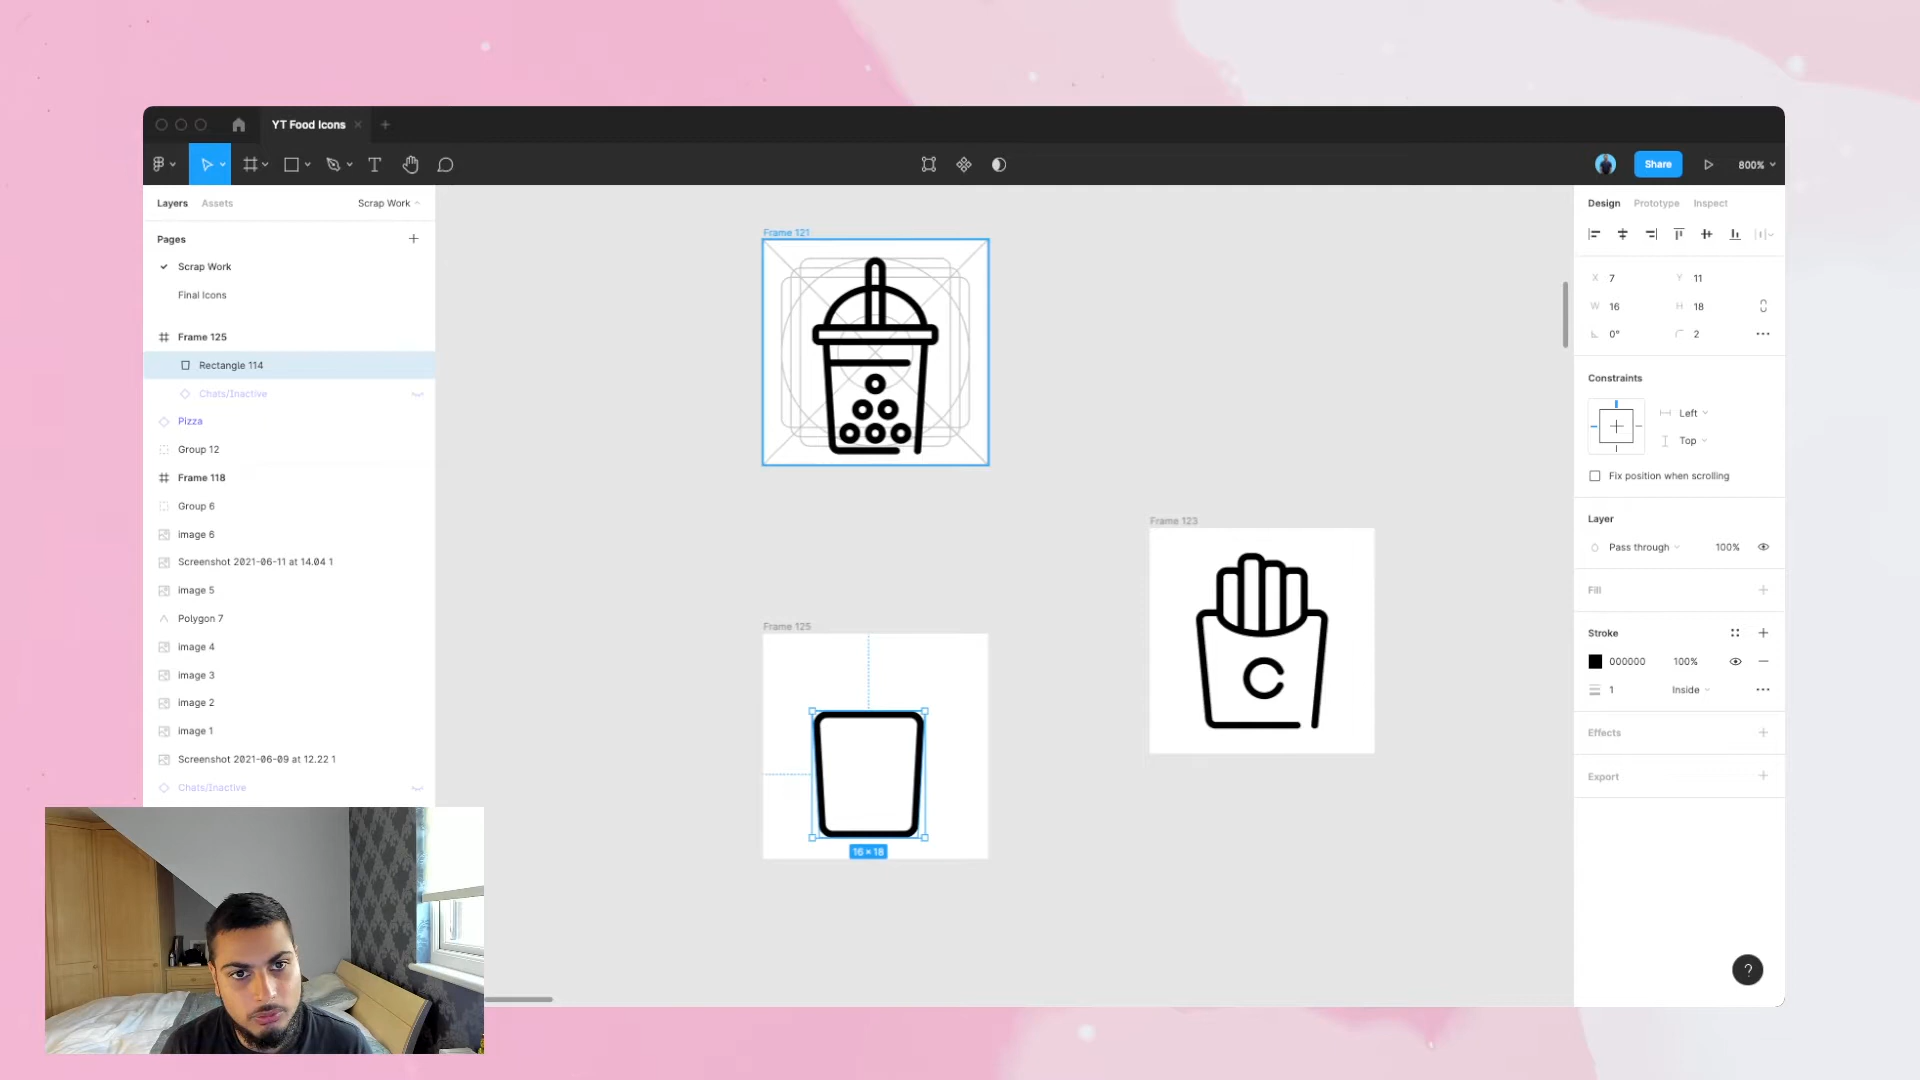 YT Food Icons
Share
800%
Layers
Assets
Scrap Work
Pages
Scrap Work
Final Icons
Frame 125
Rectangle 114
Chats/Inactive
Pizza
Group 12
Frame 118
Group 6
image 6
Screenshot 2021-06-11 at 14.04 1
image 5
Polygon 7
image 4
image 3
image 2
image 1
Screenshot 2021-06-09 at 12.22 1
Chats/Inactive
Frame 121
Frame 123
C
Frame 125
16 × 18
Design
Prototype
Inspect
X 7
Y 11
W 16
H 18
0°
2
Constraints
Left
Top
Fix position when scrolling
Layer
Pass through
100%
Fill
Stroke
000000
100%
1
Inside
Effects
Export
?